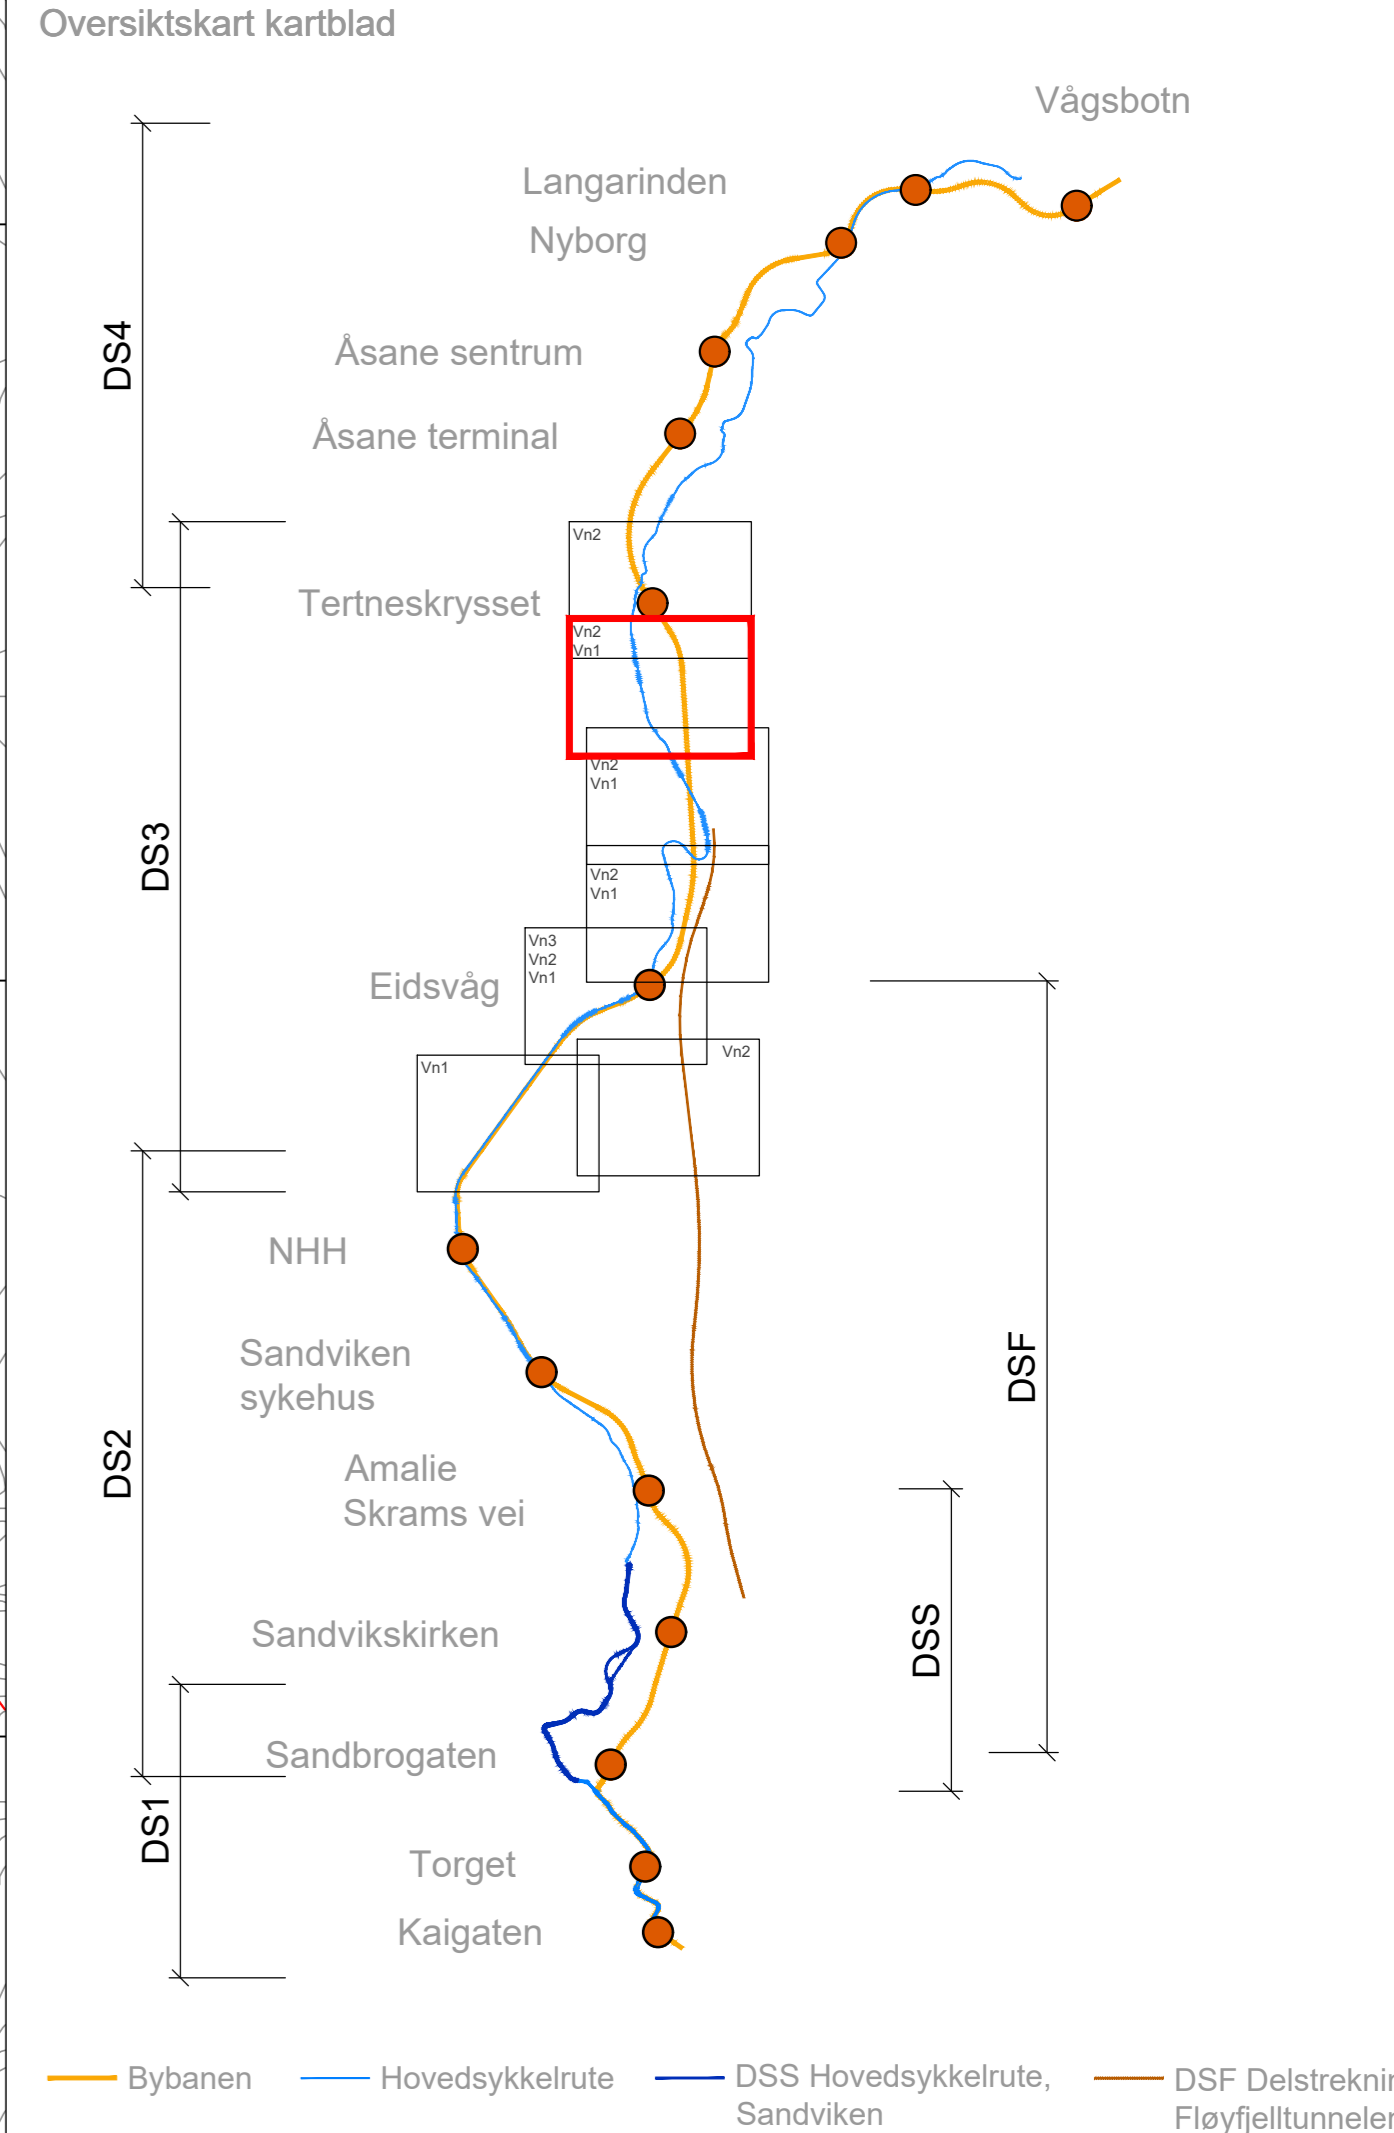 Oversiktskart kartblad
Vågsbotn
Langarinden
Nyborg
DS4
Åsane sentrum
Åsane terminal
Vn2
Tertneskrysset
Vn2
Vn1
Vn2
Vn1
DS3
Vn2
Vn1
Vn3
Vn2
Vn1
Eidsvåg
Vn2
Vn1
NHH
Sandviken
sykehus
DSF
DS2
Amalie
Skrams vei
DSS
Sandvikskirken
Sandbrogaten
DS1
Torget
Kaigaten
Bybanen
Hovedsykkelrute
DSS Hovedsykkelrute,
Sandviken
DSF Delstreknin
Fløyfjelltunneler